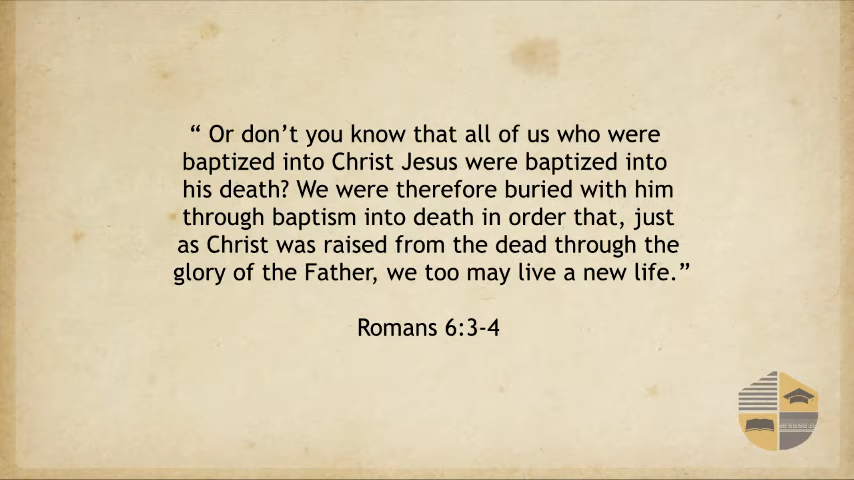 “ Or don’t you know that all of us who were
baptized into Christ Jesus were baptized into
his death? We were therefore buried with him
through baptism into death in order that, just
as Christ was raised from the dead through the
glory of the Father, we too may live a new life.”
Romans 6:3-4